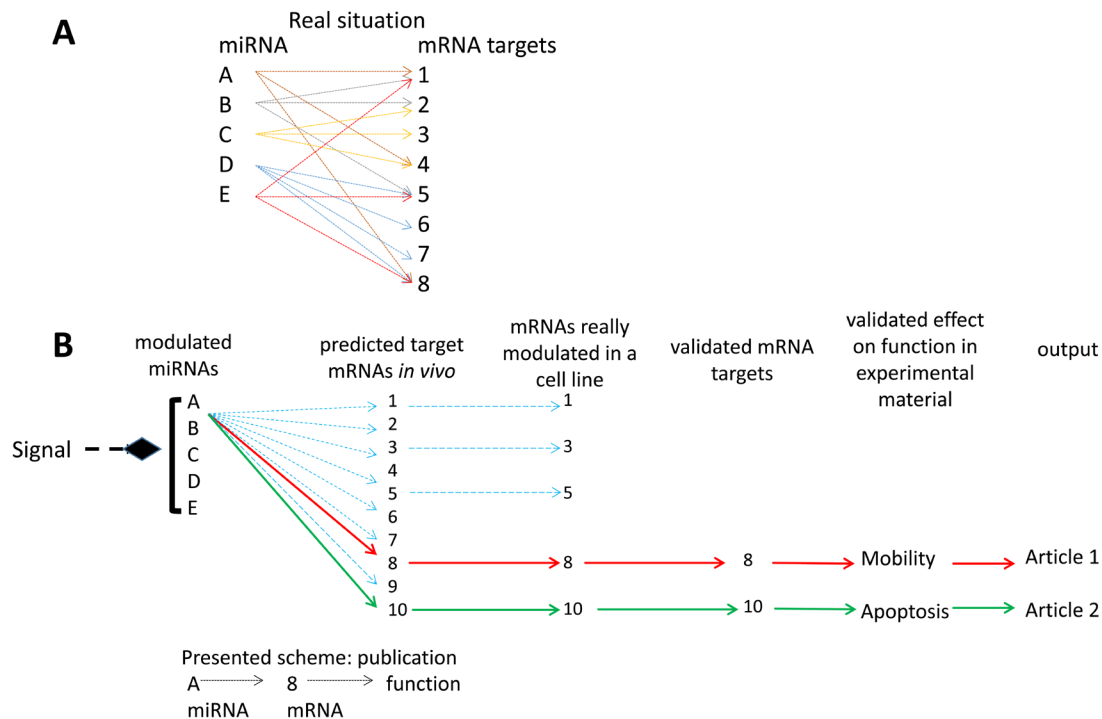 A
Real situation
miRNA mRNA targets
A 1
B 2
C 3
D 4
E 5
6
7
8
B
modulated
miRNAs
predicted target
mRNAs in vivo
mRNAs really
modulated in a
cell line
validated mRNA
targets
validated effect
on function in
experimental
material
output
Signal
A
B
C
D
E
1 1
2
3 3
4
5 5
6
7
8 8 8 Mobility Article 1
9
10 10 10 Apoptosis Article 2
Presented scheme: publication
A 8 function
miRNA mRNA